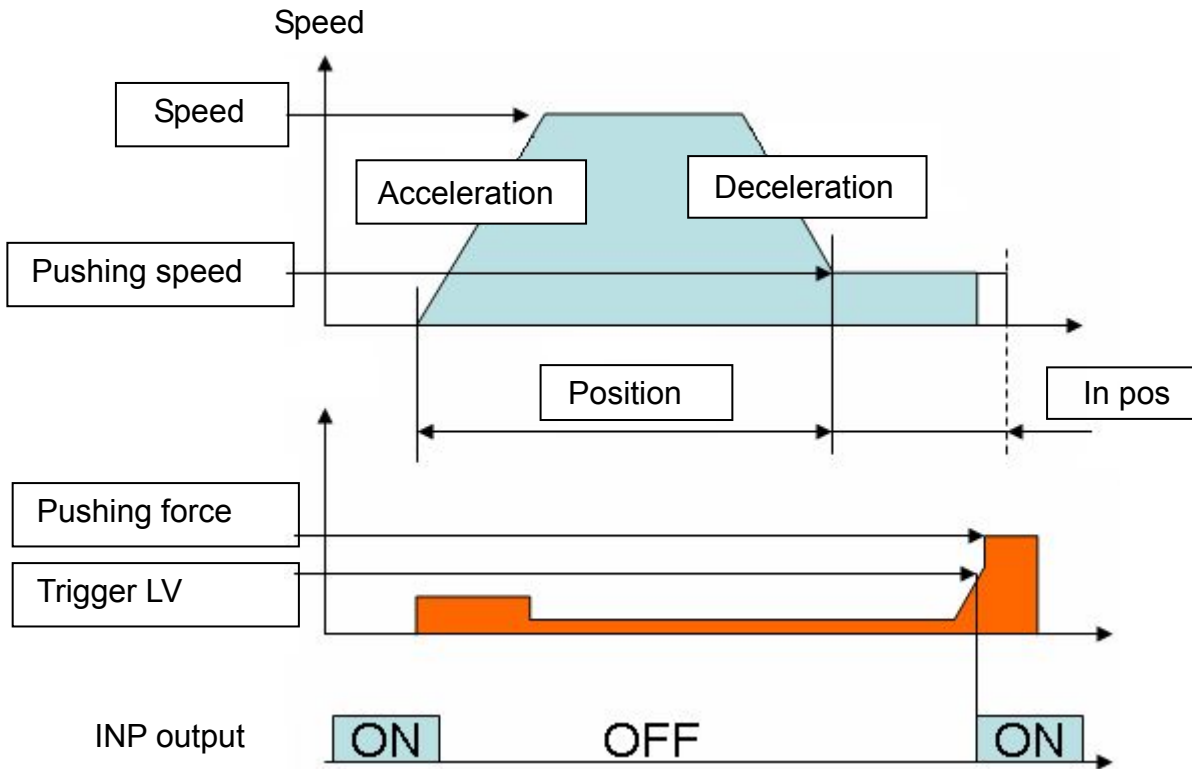 Speed
Speed
Acceleration
Deceleration
Pushing speed
Position
In pos
Pushing force
Trigger LV
INP output
ON
OFF
ON